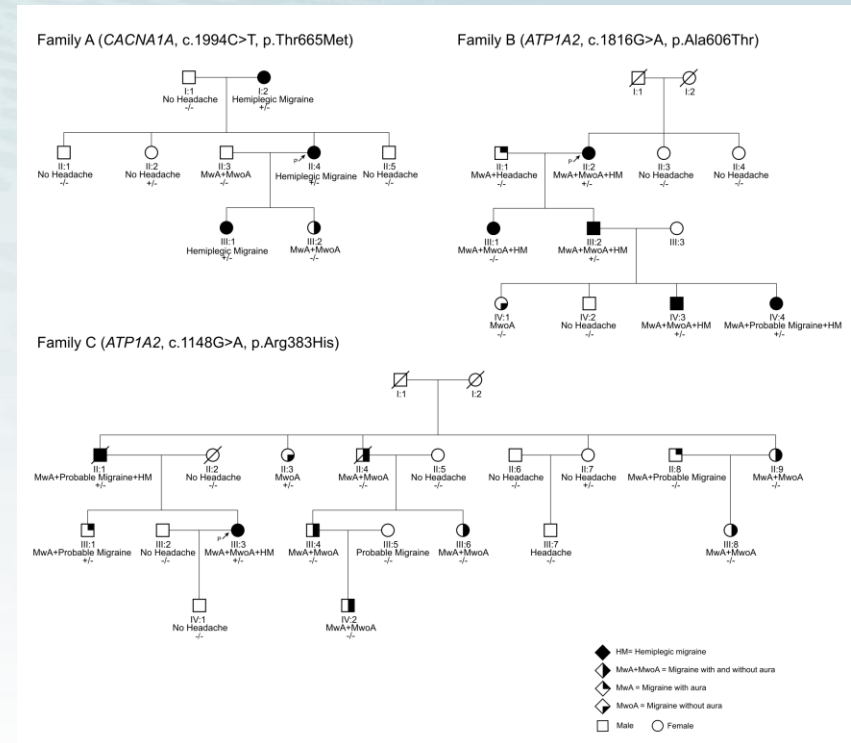 Family A (CACNA1A, c.1994C>T, p.Thr665Met)
I:1
No Headache
-/-
I:2
Hemiplegic Migraine
+/-
II:1
No Headache
-/-
II:2
No Headache
+/-
II:3
MwA+MwoA
-/-
P
II:4
Hemiplegic Migraine
+/-
II:5
No Headache
-/-
III:1
Hemiplegic Migraine
+/-
III:2
MwA+MwoA
-/-
Family B (ATP1A2, c.1816G>A, p.Ala606Thr)
I:1
I:2
II:1
MwA+Headache
-/-
P
II:2
MwA+MwoA+HM
+/-
II:3
No Headache
-/-
II:4
No Headache
-/-
III:1
MwA+MwoA+HM
-/-
III:2
MwA+MwoA+HM
+/-
III:3
IV:1
MwoA
-/-
IV:2
No Headache
-/-
IV:3
MwA+MwoA+HM
+/-
IV:4
MwA+Probable Migraine+HM
+/-
Family C (ATP1A2, c.1148G>A, p.Arg383His)
I:1
I:2
II:1
MwA+Probable Migraine+HM
+/-
II:2
No Headache
-/-
II:3
MwoA
+/-
II:4
MwA+MwoA
-/-
II:5
No Headache
-/-
II:6
No Headache
-/-
II:7
No Headache
+/-
II:8
MwA+Probable Migraine
-/-
II:9
MwA+MwoA
-/-
III:1
MwA+Probable Migraine
+/-
III:2
No Headache
-/-
P
III:3
MwA+MwoA+HM
+/-
III:4
MwA+MwoA
-/-
III:5
Probable Migraine
-/-
III:6
MwA+MwoA
-/-
III:7
Headache
-/-
III:8
MwA+MwoA
-/-
IV:1
No Headache
-/-
IV:2
MwA+MwoA
-/-
HM= Hemiplegic migraine
MwA+MwoA = Migraine with and without aura
MwA = Migraine with aura
MwoA = Migraine without aura
Male Female